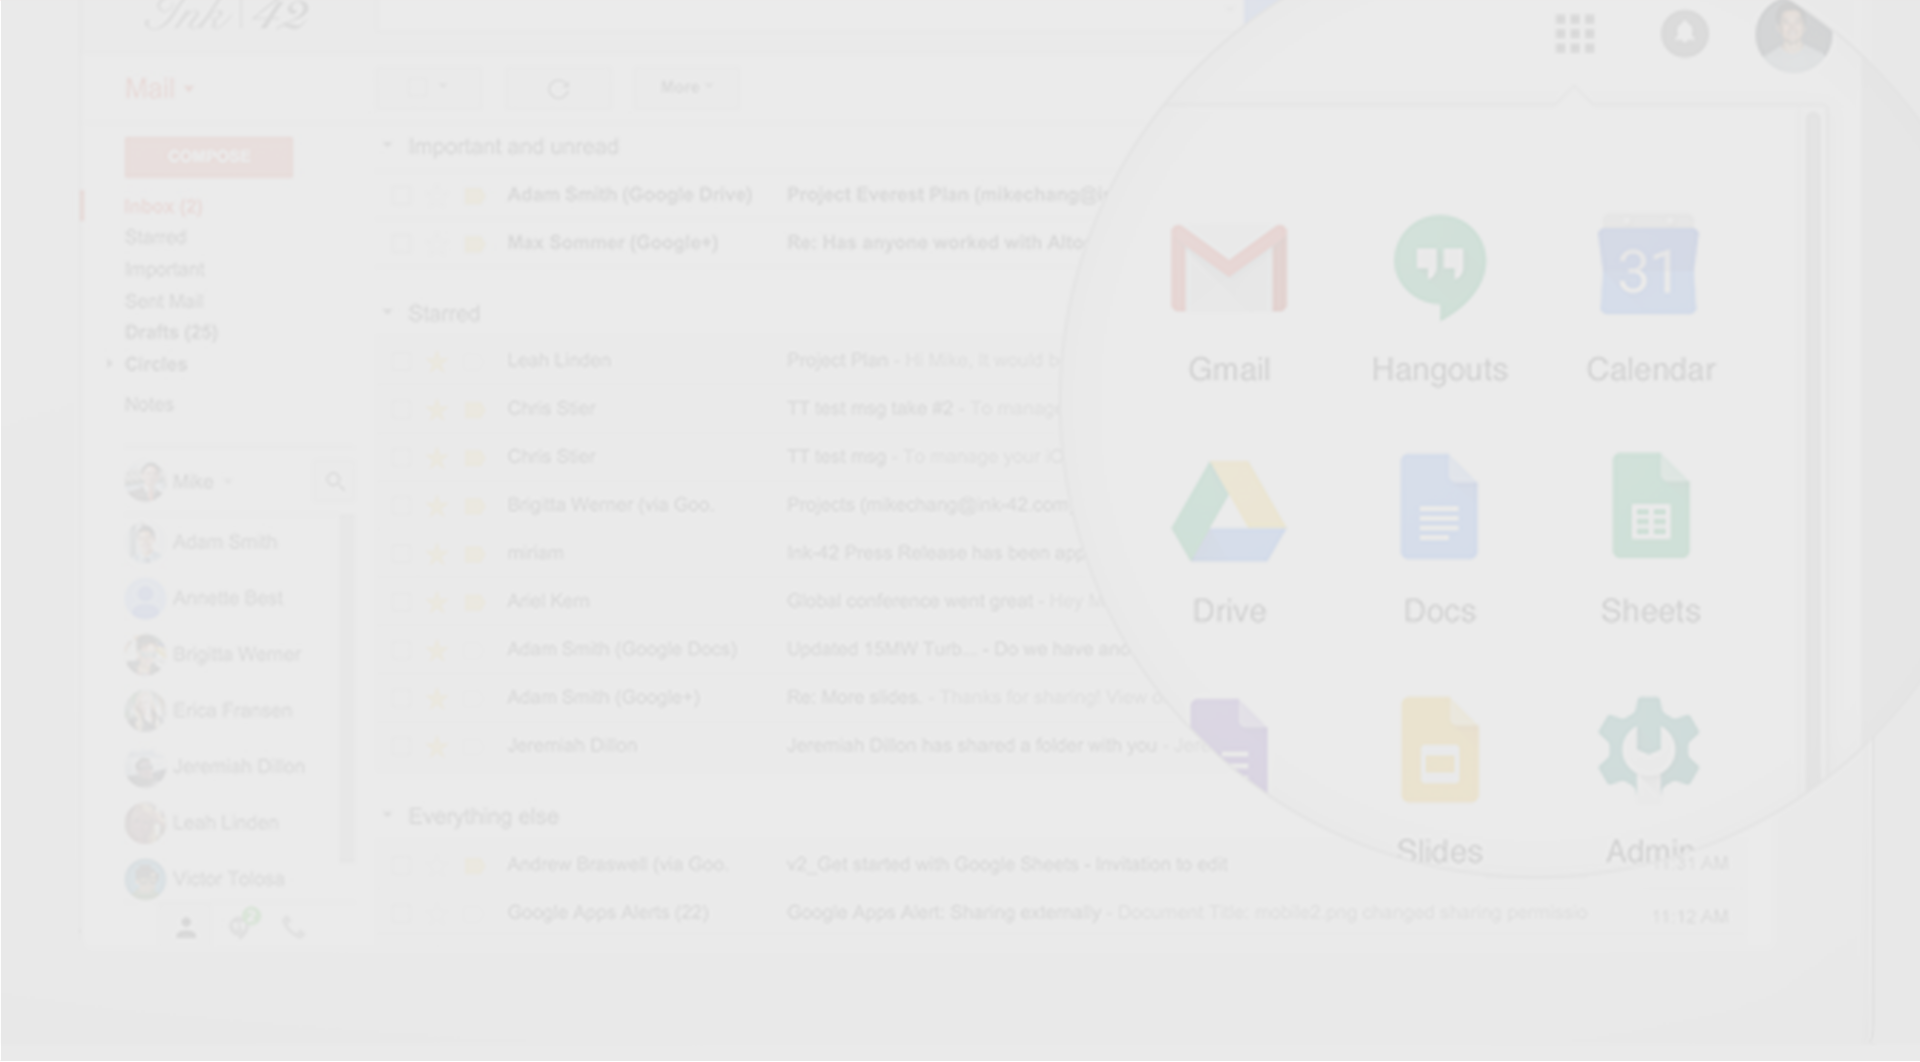 Ink|42
Mail
More
COMPOSE
Inbox (2)
Starred
Important
Sent Mail
Drafts (25)
Circles
Notes
Mike
Adam Smith
Annette Best
Brigitta Werner
Erica Fransen
Jeremiah Dillon
Leah Linden
Victor Tolosa
Important and unread
Adam Smith (Google Drive) Project Everest Plan (mikechang@in
Max Sommer (Google+) Re: Has anyone worked with Alto
Starred
Leah Linden Project Plan - Hi Mike, It would b
Chris Stier TT test msg take #2 - To manage
Chris Stier TT test msg - To manage your iO
Brigitta Werner (via Goo. Projects (mikechang@ink-42.com
miriam Ink-42 Press Release has been app
Ariel Kern Global conference went great - Hey M
Adam Smith (Google Docs) Updated 15MW Turb... - Do we have and
Adam Smith (Google+) Re: More slides. - Thanks for sharing! View
Jeremiah Dillon Jeremiah Dillon has shared a folder with you - Jer
Everything else
Andrew Braswell (via Goo. v2_Get started with Google Sheets - Invitation to edit 11:31 AM
Google Apps Alerts (22) Google Apps Alert: Sharing externally - Document Title: mobile2.png changed sharing permissio 11:12 AM
31
Gmail Hangouts Calendar
Drive Docs Sheets
Slides Admin